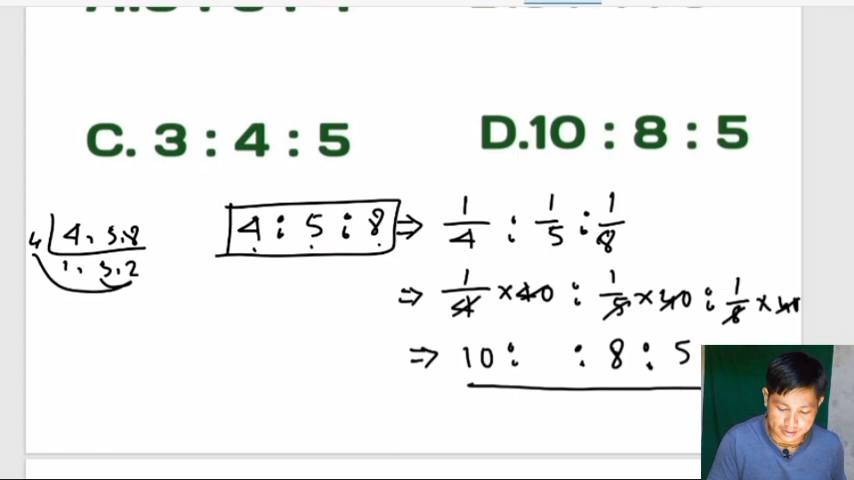 C. 3 : 4 : 5
D.10 : 8 : 5
4 : 5 : 8 ⇒ 1/4 : 1/5 : 1/8
4 | 4, 5, 8
1, 5, 2
⇒ 1/4 × 40 : 1/5 × 40 : 1/8 × 40
⇒ 10 : : 8 : 5